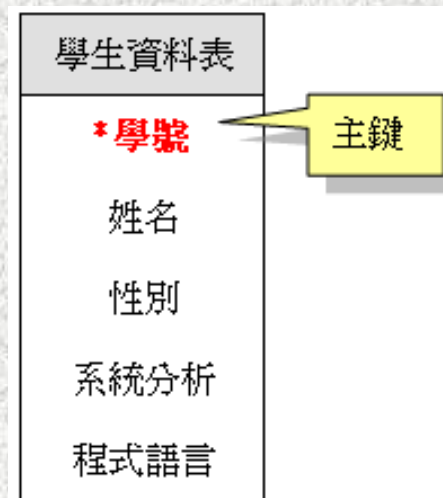 學生資料表
*學號
主鍵
姓名
性別
系統分析
程式語言